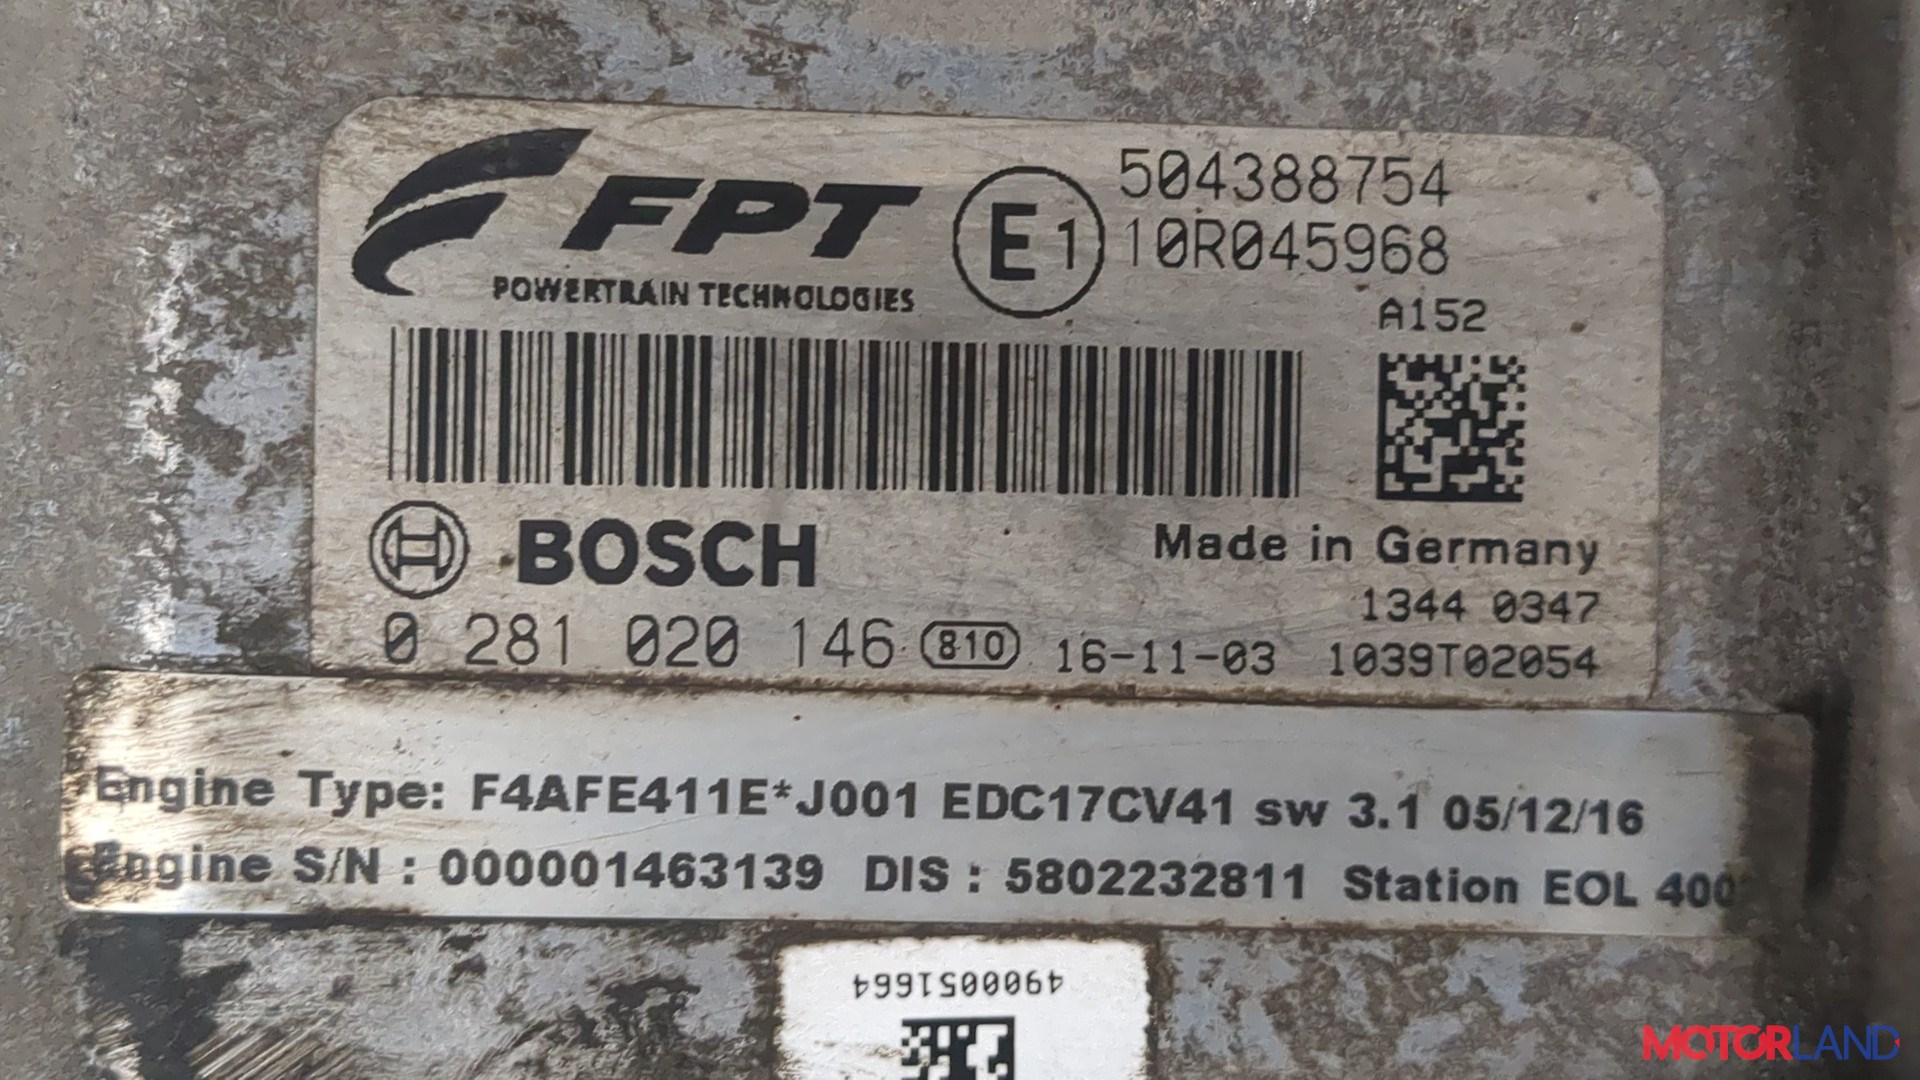 FPT
POWERTRAIN TECHNOLOGIES
E1
504388754
10R045968
A152
BOSCH
Made in Germany
1344 0347
0 281 020 146 810 16-11-03 1039T02054
Engine Type: F4AFE411E*J001 EDC17CV41 sw 3.1 05/12/16
Engine S/N : 000001463139 DIS : 5802232811 Station EOL
4900051664
MOTORLAND